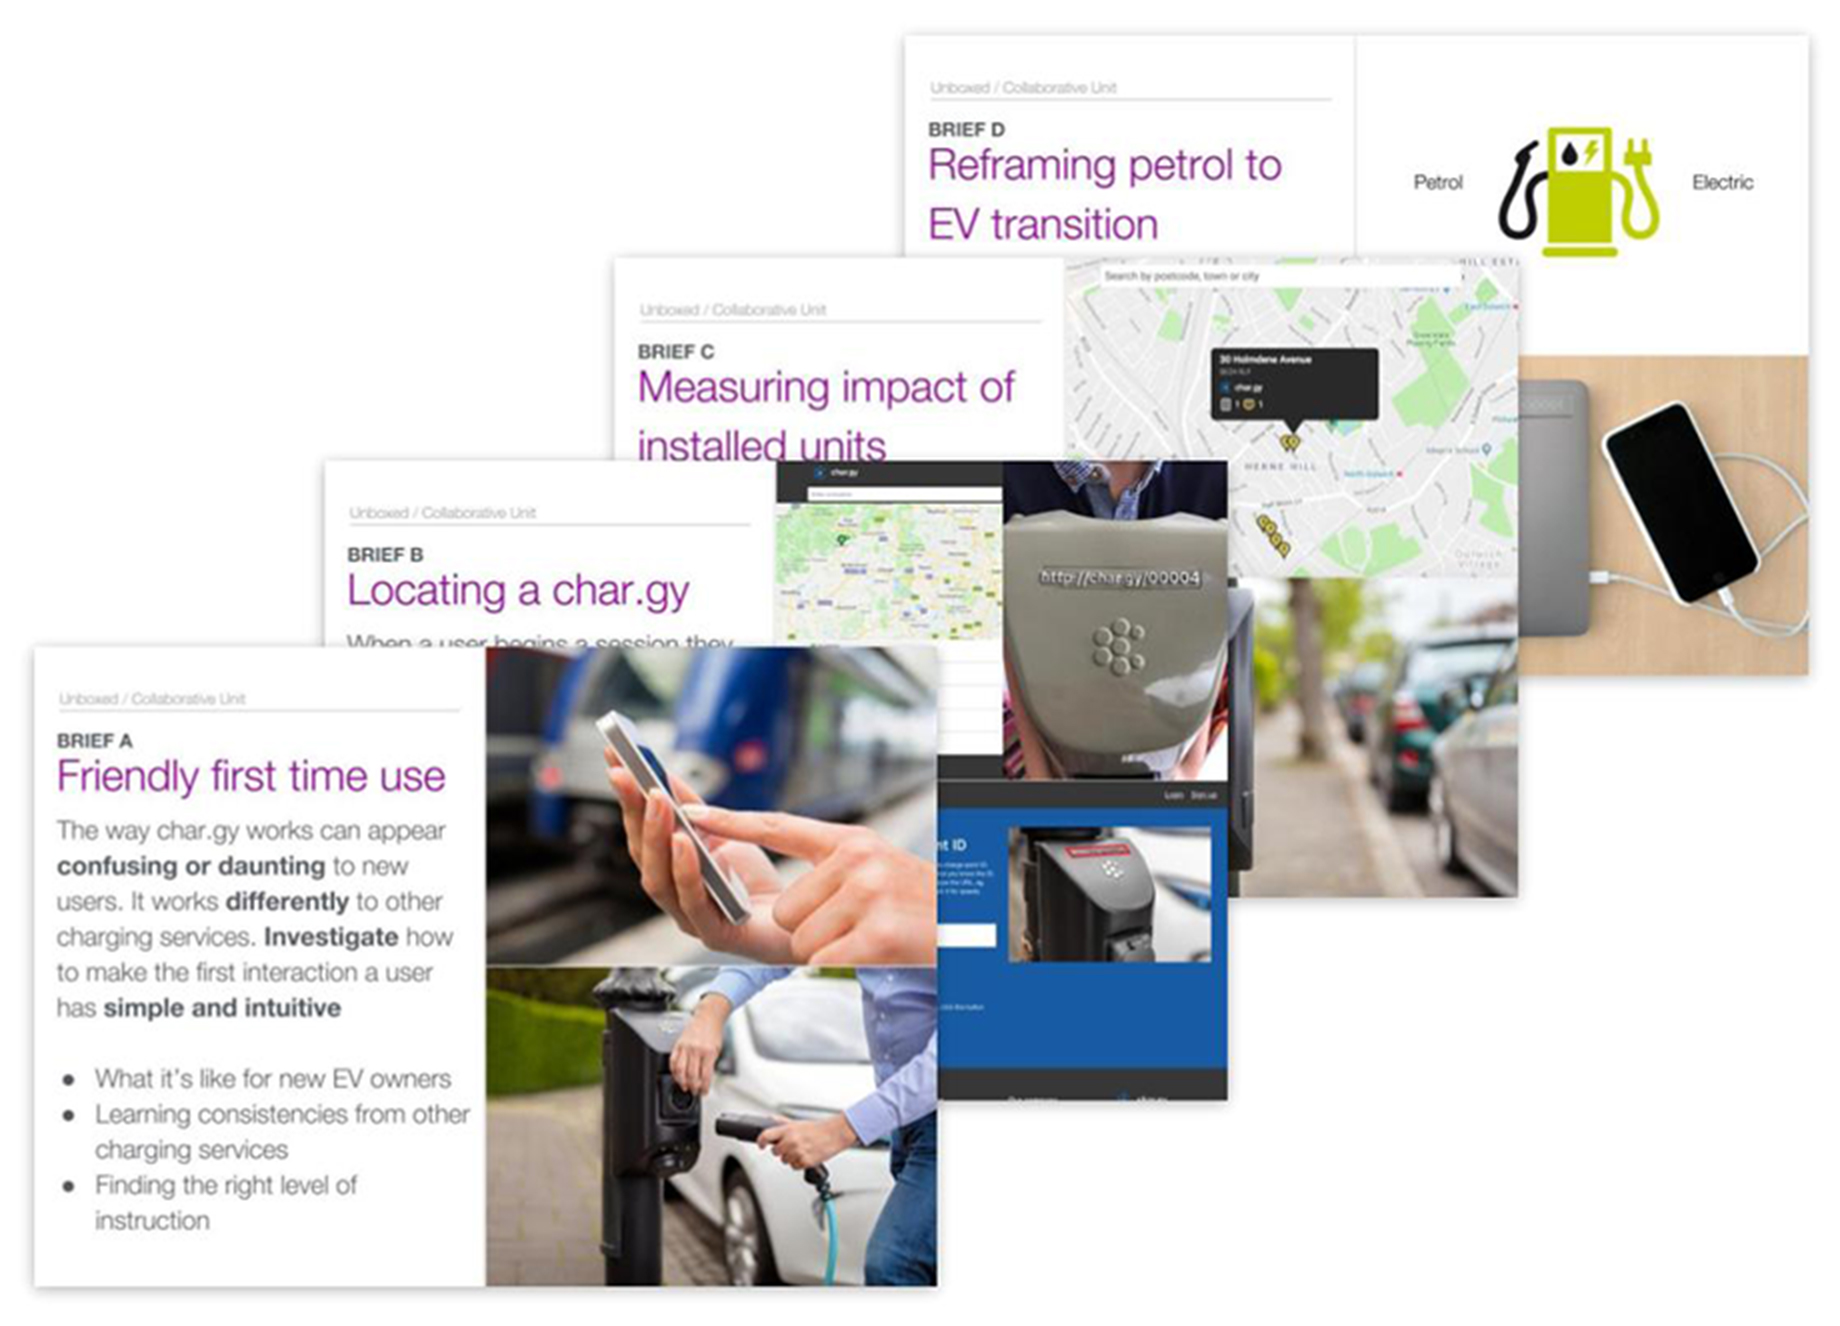 Unboxed / Collaborative Unit
BRIEF D
Reframing petrol to
EV transition
Petrol
Electric
Unboxed / Collaborative Unit
BRIEF C
Measuring impact of
installed units
Search by postcode, town or city
30 Holmdene Avenue
char.gy
1 1
HERNE HILL
Unboxed / Collaborative Unit
BRIEF B
Locating a char.gy
When a user begins a session they
char.gy
http://char.gy/00004
Login Sign up
nt ID
Unboxed / Collaborative Unit
BRIEF A
Friendly first time use
The way char.gy works can appear
confusing or daunting to new
users. It works differently to other
charging services. Investigate how
to make the first interaction a user
has simple and intuitive
● What it's like for new EV owners
● Learning consistencies from other
charging services
● Finding the right level of
instruction